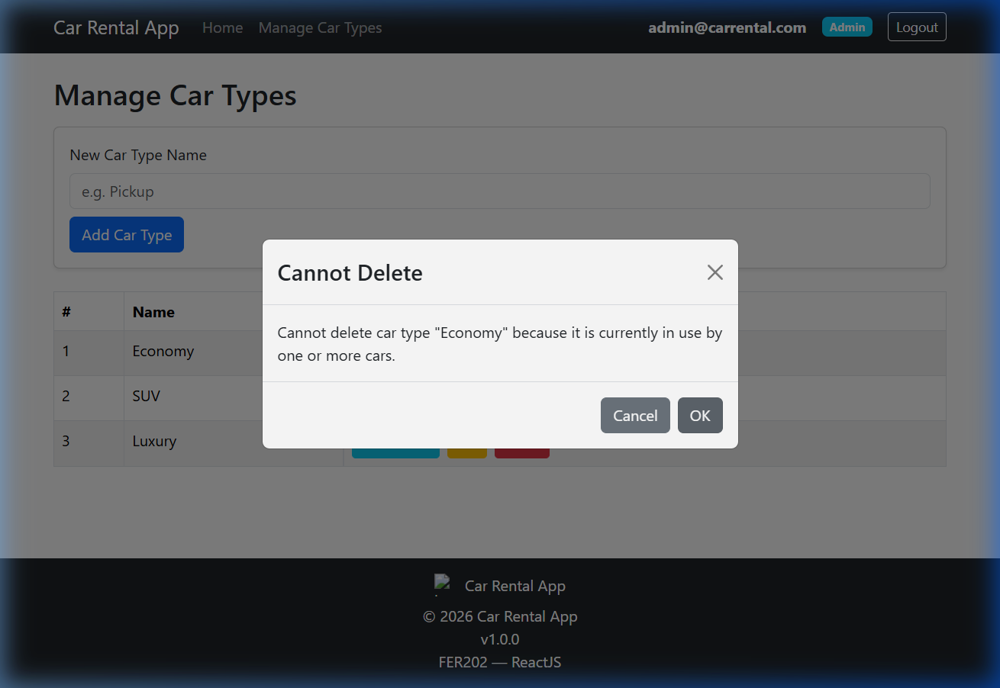 Car Rental App Home Manage Car Types admin@carrental.com Admin Logout
Manage Car Types
New Car Type Name
e.g. Pickup
Add Car Type
Cannot Delete
Cannot delete car type "Economy" because it is currently in use by
one or more cars.
Cancel OK
# Name
1 Economy
2 SUV
3 Luxury
Car Rental App
© 2026 Car Rental App
v1.0.0
FER202 — ReactJS